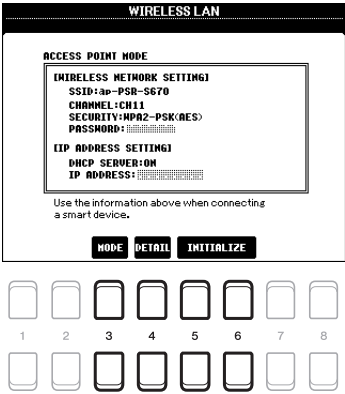 WIRELESS LAN
ACCESS POINT MODE
[WIRELESS NETWORK SETTING]
SSID:ap-PSR-S670
CHANNEL:CH11
SECURITY:WPA2-PSK(AES)
PASSWORD:
[IP ADDRESS SETTING]
DHCP SERVER:ON
IP ADDRESS:
Use the information above when connecting
a smart device.
MODE DETAIL INITIALIZE
1 2 3 4 5 6 7 8